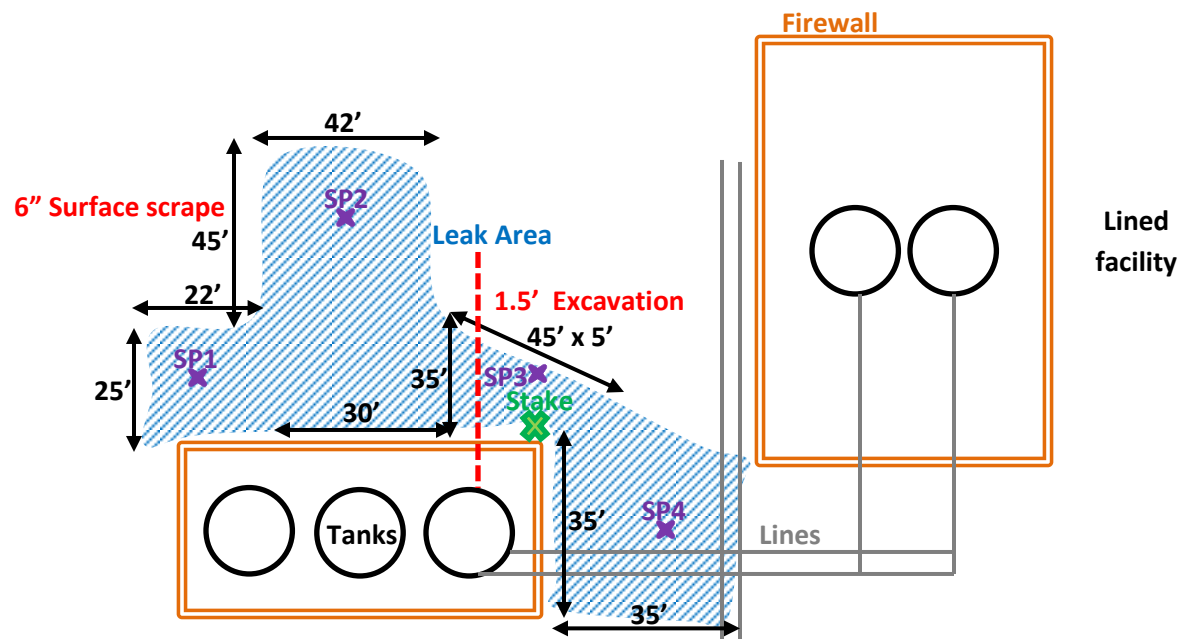 Firewall
42’
SP2
6” Surface scrape
45’
Leak Area
Lined
facility
22’
1.5’ Excavation
45’ x 5’
SP1
25’
35’
SP3
Stake
30’
Tanks
35’
SP4
Lines
35’